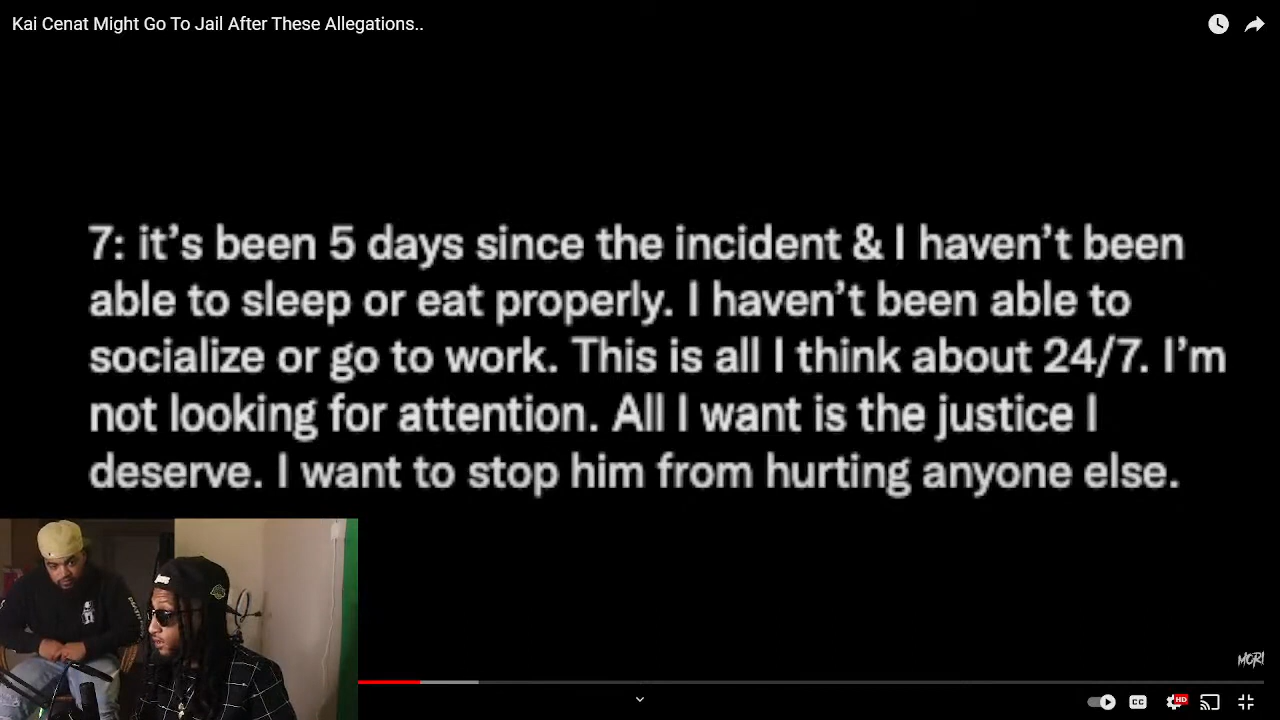 Kai Cenat Might Go To Jail After These Allegations..
7: it's been 5 days since the incident & I haven't been
able to sleep or eat properly. I haven't been able to
socialize or go to work. This is all I think about 24/7. I'm
not looking for attention. All I want is the justice I
deserve. I want to stop him from hurting anyone else.
MORI
CC
HD